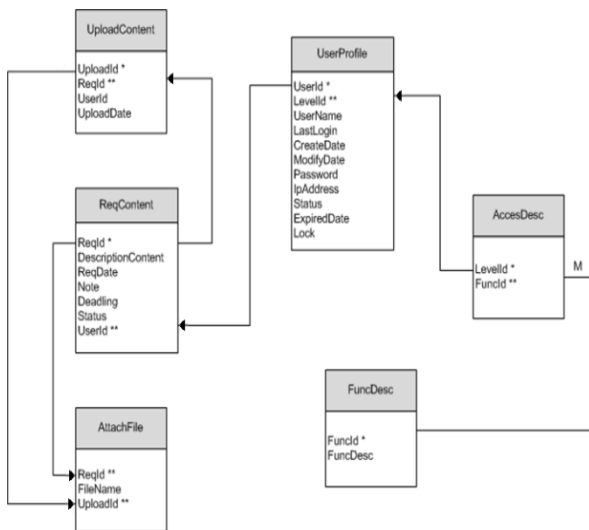 UploadContent
UploadId *
ReqId **
UserId
UploadDate
UserProfile
UserId *
LevelId **
UserName
LastLogin
CreateDate
ModifyDate
Password
IpAddress
Status
ExpiredDate
Lock
ReqContent
ReqId *
DescriptionContent
ReqDate
Note
Deadling
Status
UserId **
AccesDesc
LevelId *
FuncId **
M
FuncDesc
FuncId *
FuncDesc
AttachFile
ReqId **
FileName
UploadId **